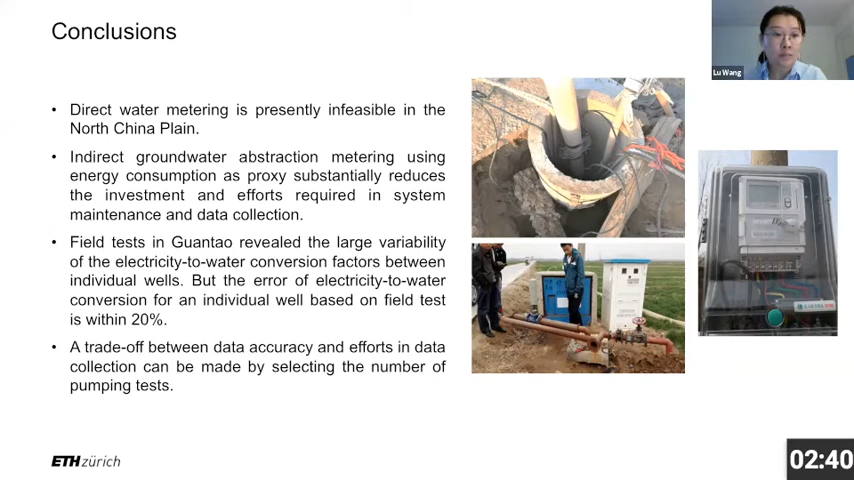 Conclusions
Lu Wang
• Direct water metering is presently infeasible in the
North China Plain.
• Indirect groundwater abstraction metering using
energy consumption as proxy substantially reduces
the investment and efforts required in system
maintenance and data collection.
• Field tests in Guantao revealed the large variability
of the electricity-to-water conversion factors between
individual wells. But the error of electricity-to-water
conversion for an individual well based on field test
is within 20%.
• A trade-off between data accuracy and efforts in data
collection can be made by selecting the number of
pumping tests.
ETH zürich
02:40